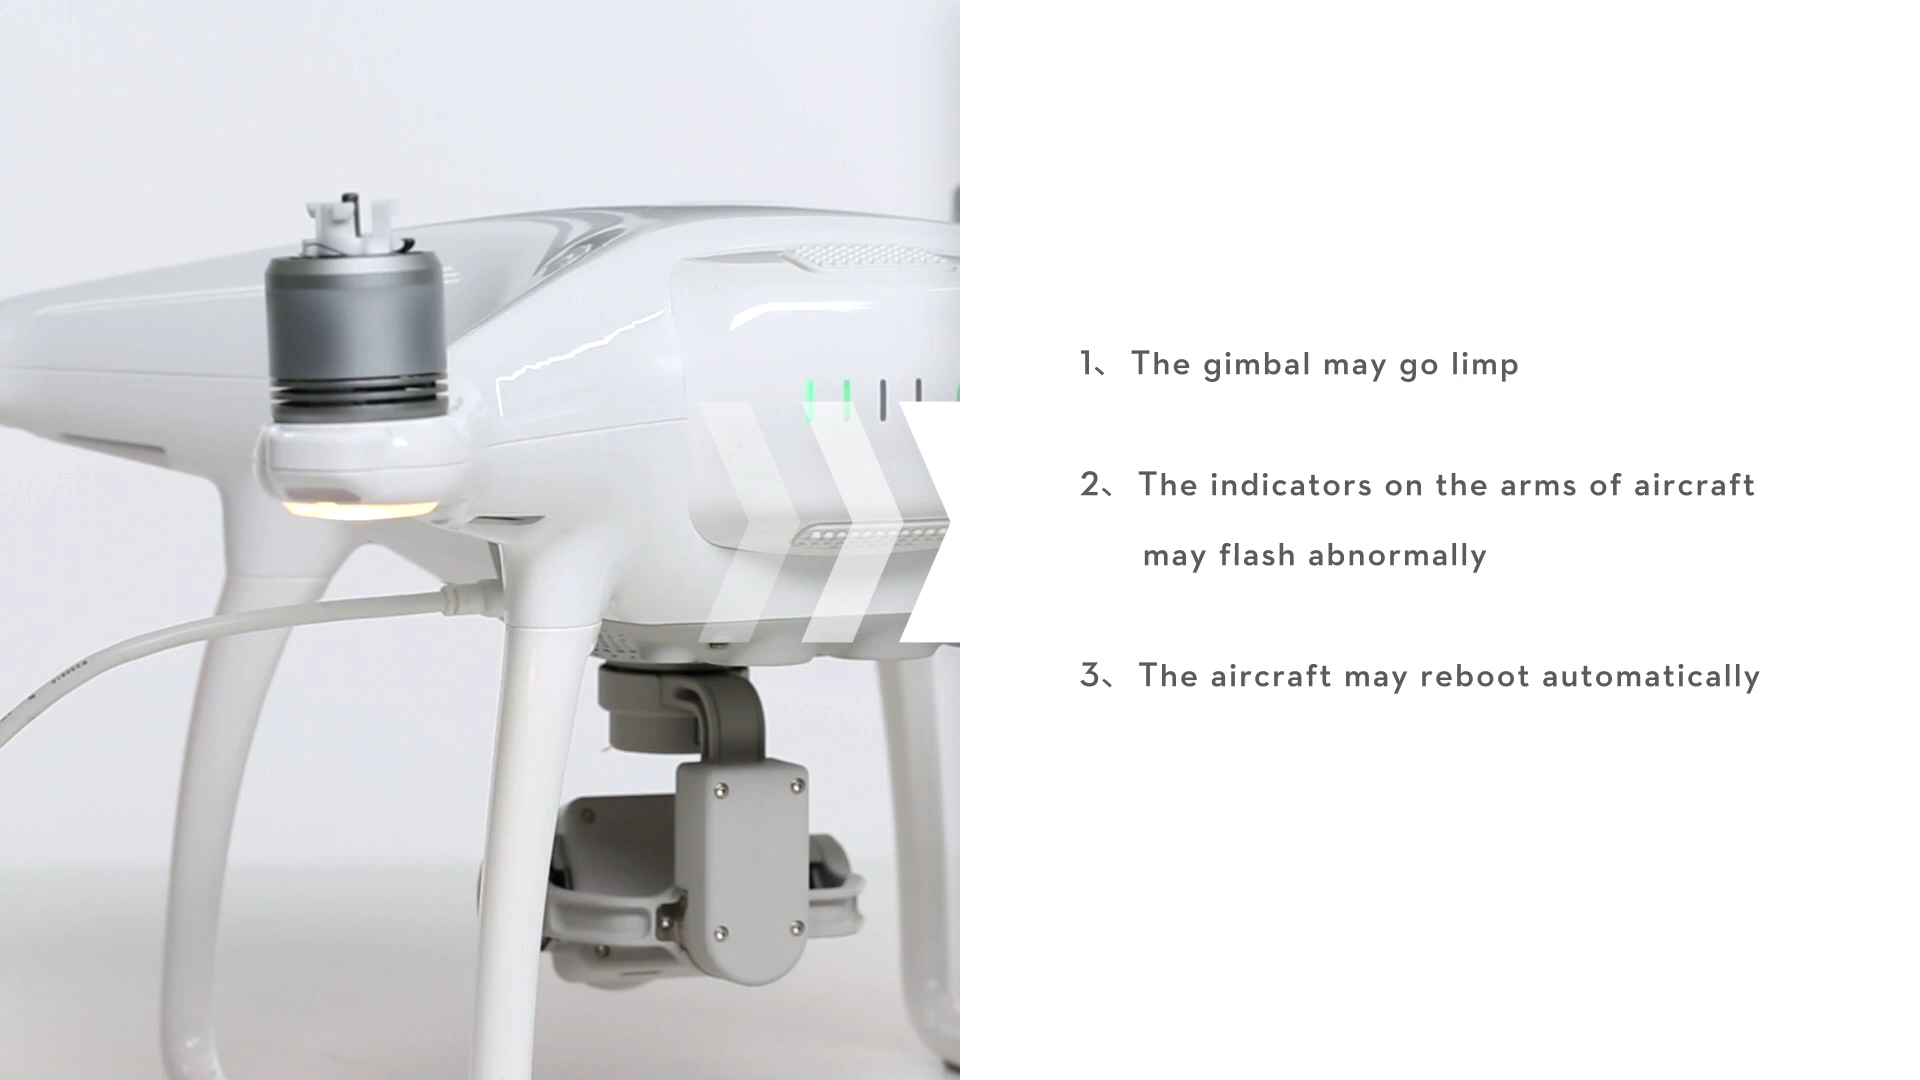 1、 The gimbal may go limp
2、 The indicators on the arms of aircraft
may flash abnormally
3、 The aircraft may reboot automatically